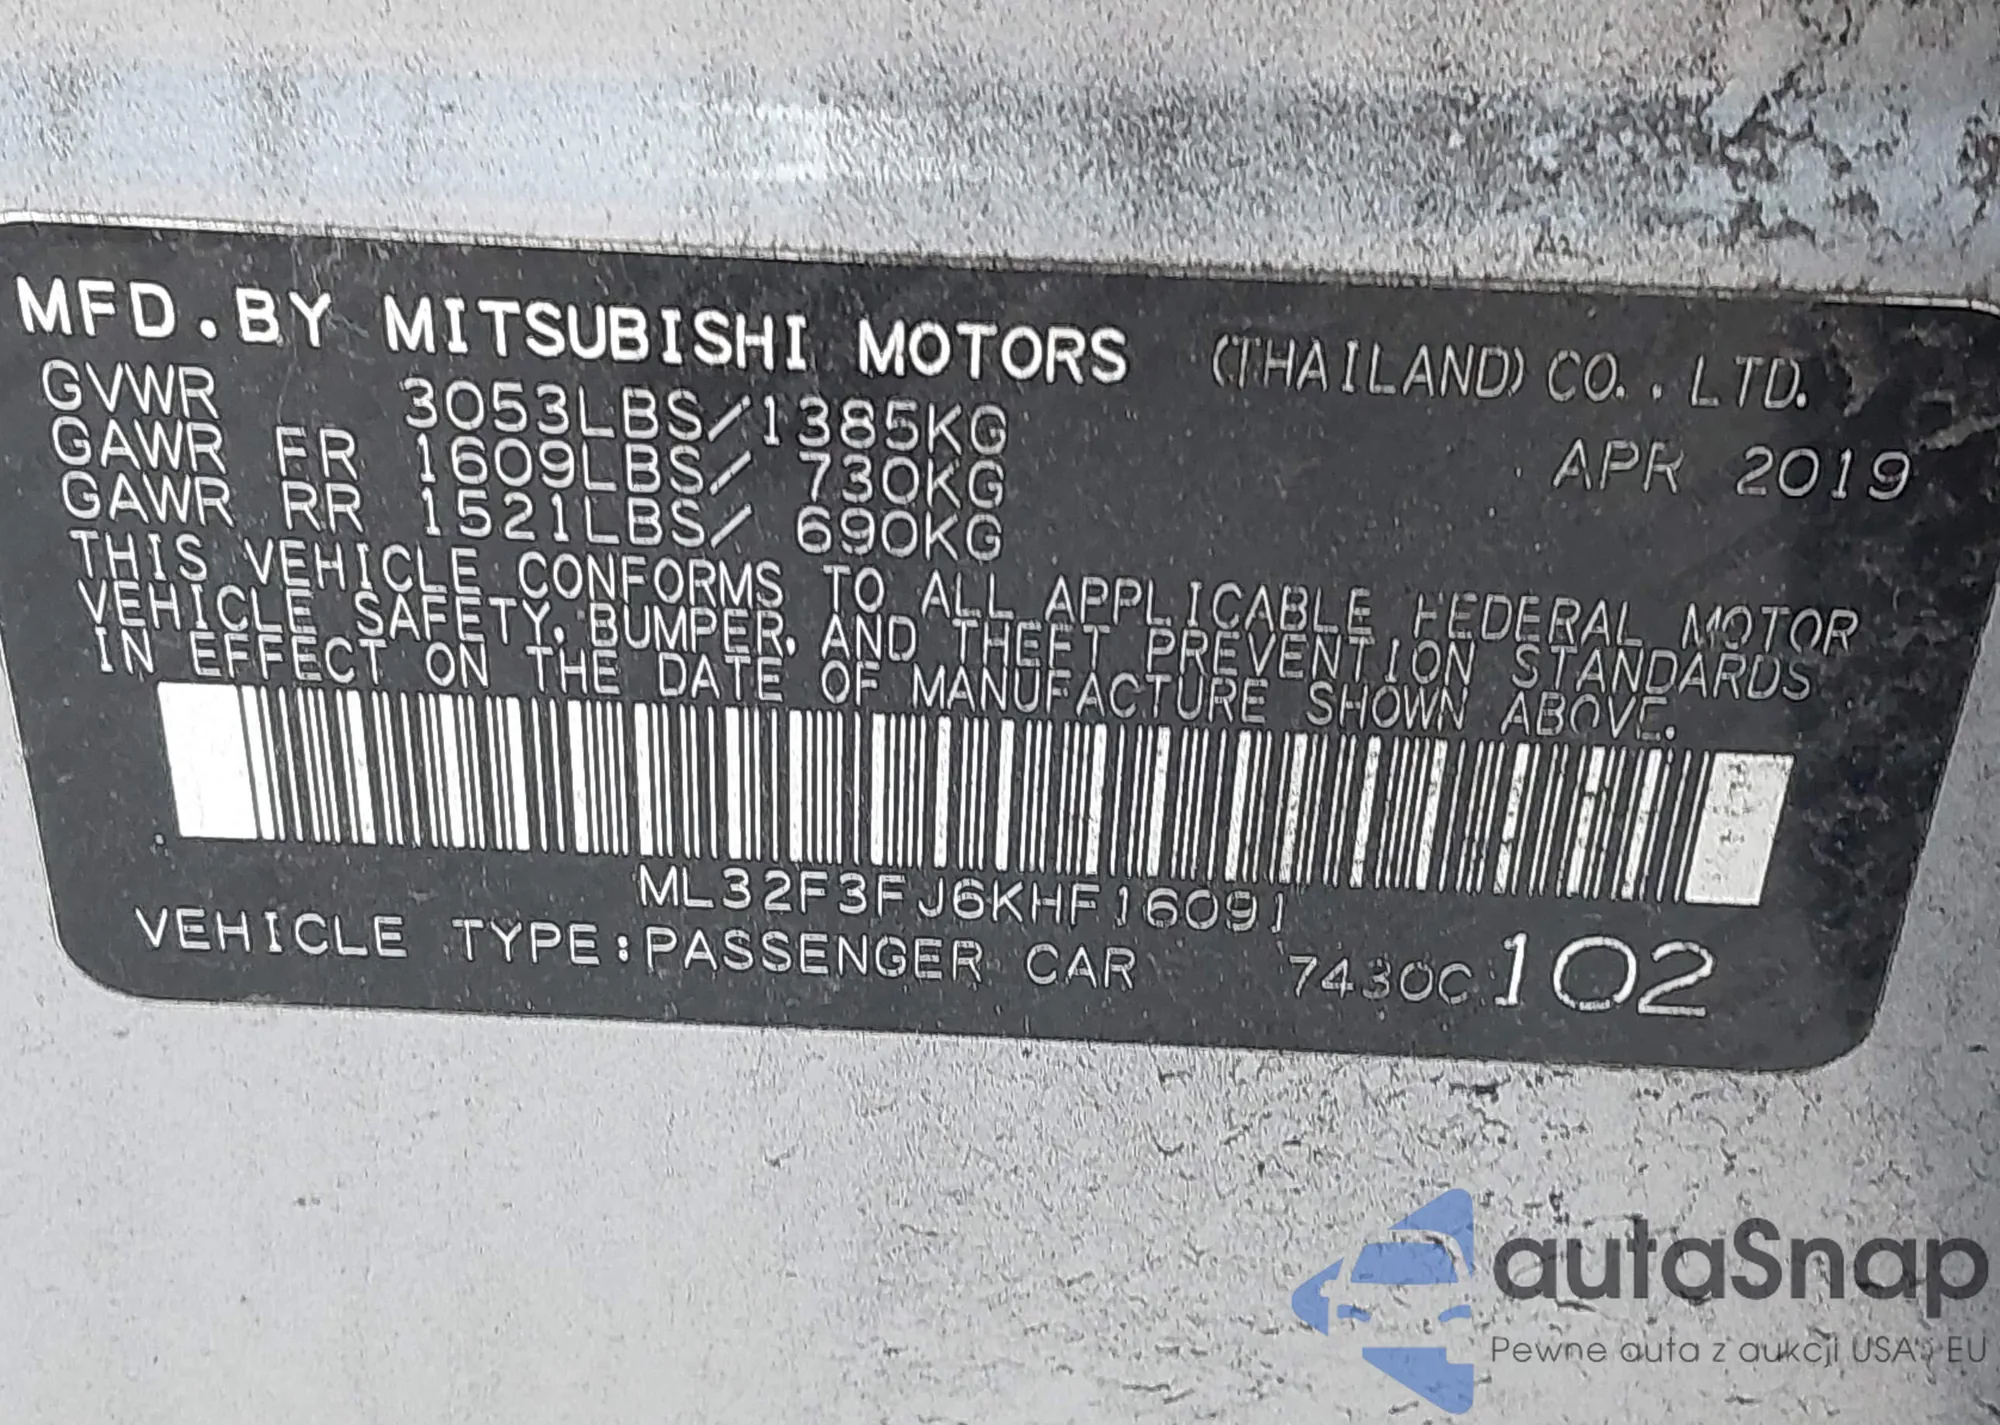 MFD.BY MITSUBISHI MOTORS (THAILAND) CO., LTD.
GVWR 3053LBS/1385KG
GAWR FR 1609LBS/ 730KG APR 2019
GAWR RR 1521LBS/ 690KG
THIS VEHICLE CONFORMS TO ALL APPLICABLE FEDERAL MOTOR
VEHICLE SAFETY, BUMPER, AND THEFT PREVENTION STANDARDS
IN EFFECT ON THE DATE OF MANUFACTURE SHOWN ABOVE.
ML32F3FJ6KHF16091
VEHICLE TYPE:PASSENGER CAR 7430C 102
autaSnap
Pewne auta z aukcji USA i EU